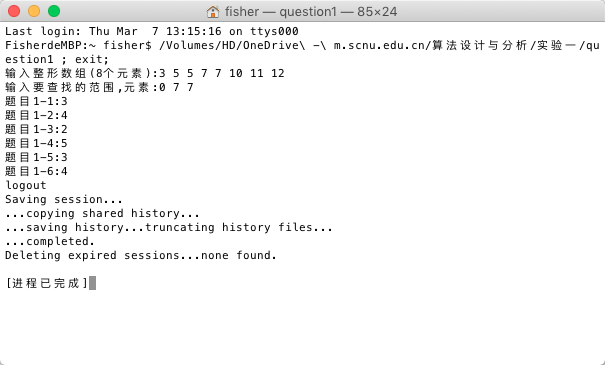 fisher — question1 — 85×24
Last login: Thu Mar  7 13:15:16 on ttys000
FisherdeMBP:~ fisher$ /Volumes/HD/OneDrive\ -\ m.scnu.edu.cn/算法设计与分析/实验一/qu
estion1 ; exit;
输入整形数组(8个元素):3 5 5 7 7 10 11 12
输入要查找的范围,元素:0 7 7
题目1-1:3
题目1-2:4
题目1-3:2
题目1-4:5
题目1-5:3
题目1-6:4
logout
Saving session...
...copying shared history...
...saving history...truncating history files...
...completed.
Deleting expired sessions...none found.
[进程已完成]